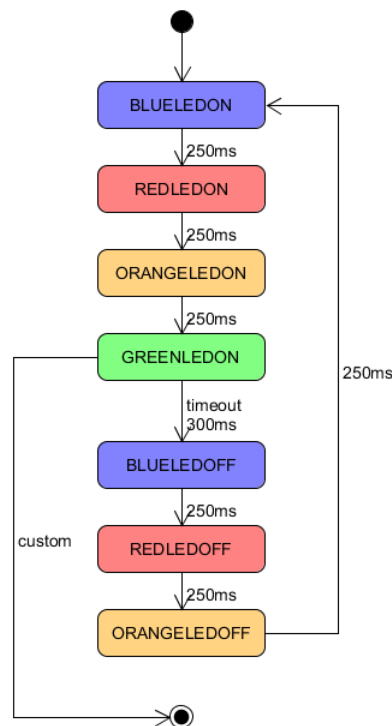 BLUELEDON
250ms
REDLEDON
250ms
ORANGELEDON
250ms
GREENLEDON
250ms
timeout
300ms
BLUELEDOFF
250ms
custom
REDLEDOFF
250ms
ORANGELEDOFF